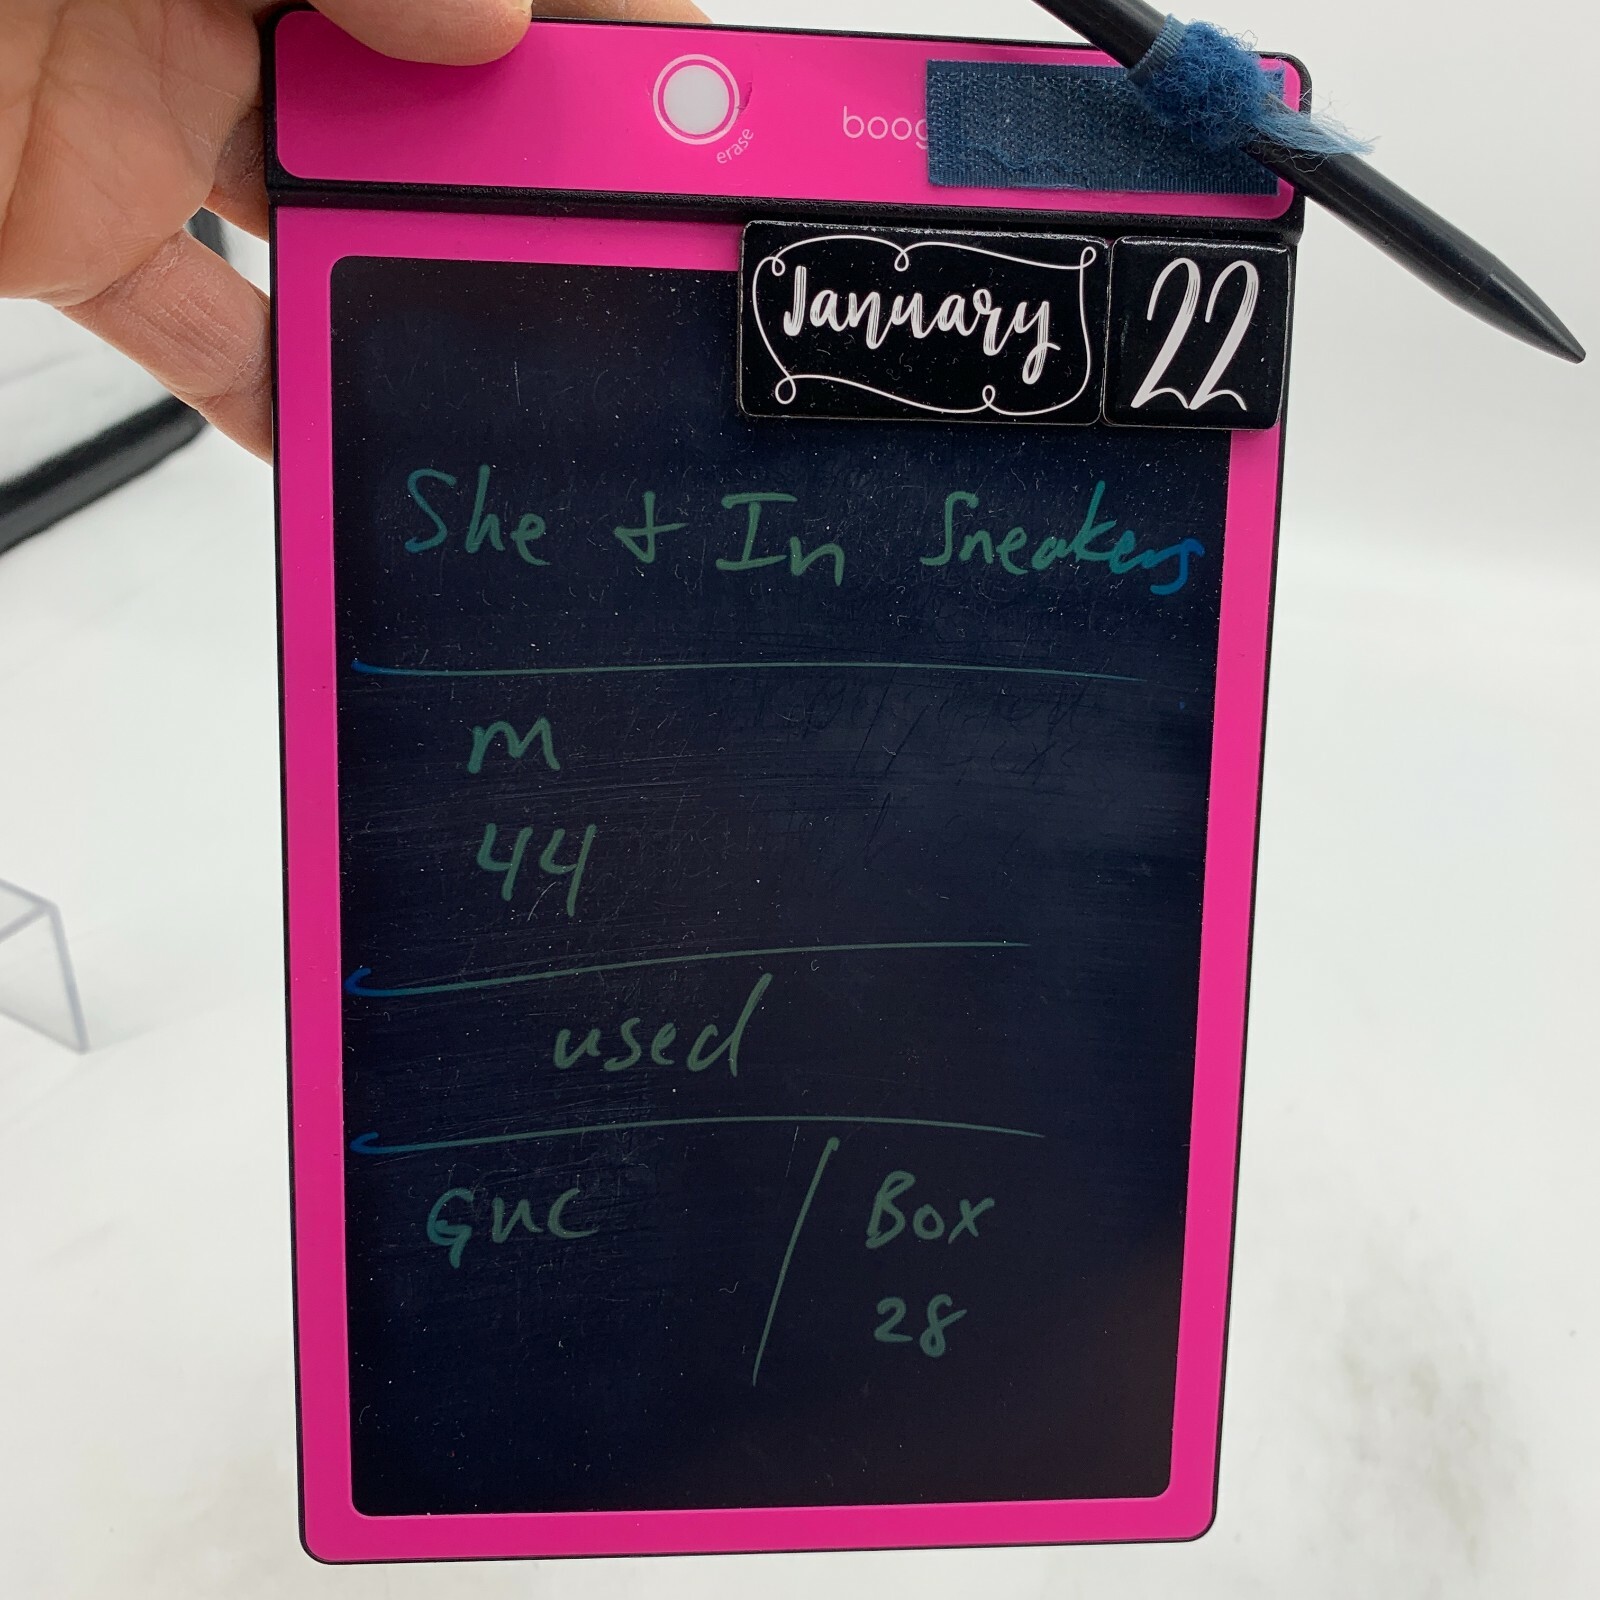 erase
boog
January 22
She + In Sneakers
M
44
used
GUC / Box
28